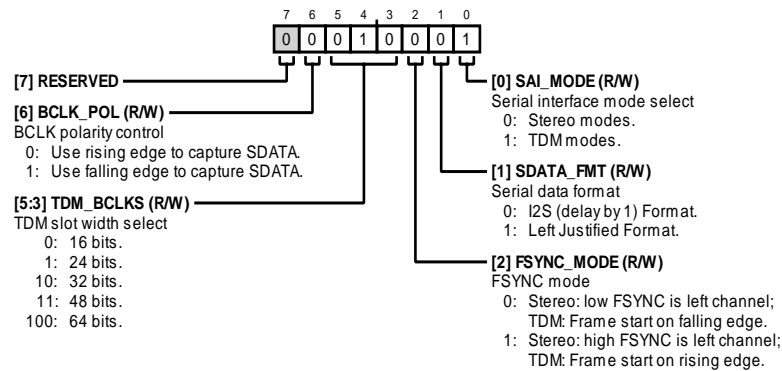 7 6 5 4 3 2 1 0
0 0 0 1 0 0 0 1
[7] RESERVED
[6] BCLK_POL (R/W)
BCLK polarity control
0: Use rising edge to capture SDATA.
1: Use falling edge to capture SDATA.
[5:3] TDM_BCLKS (R/W)
TDM slot width select
0: 16 bits.
1: 24 bits.
10: 32 bits.
11: 48 bits.
100: 64 bits.
[0] SAI_MODE (R/W)
Serial interface mode select
0: Stereo modes.
1: TDM modes.
[1] SDATA_FMT (R/W)
Serial data format
0: I2S (delay by 1) Format.
1: Left Justified Format.
[2] FSYNC_MODE (R/W)
FSYNC mode
0: Stereo: low FSYNC is left channel;
TDM: Frame start on falling edge.
1: Stereo: high FSYNC is left channel;
TDM: Frame start on rising edge.